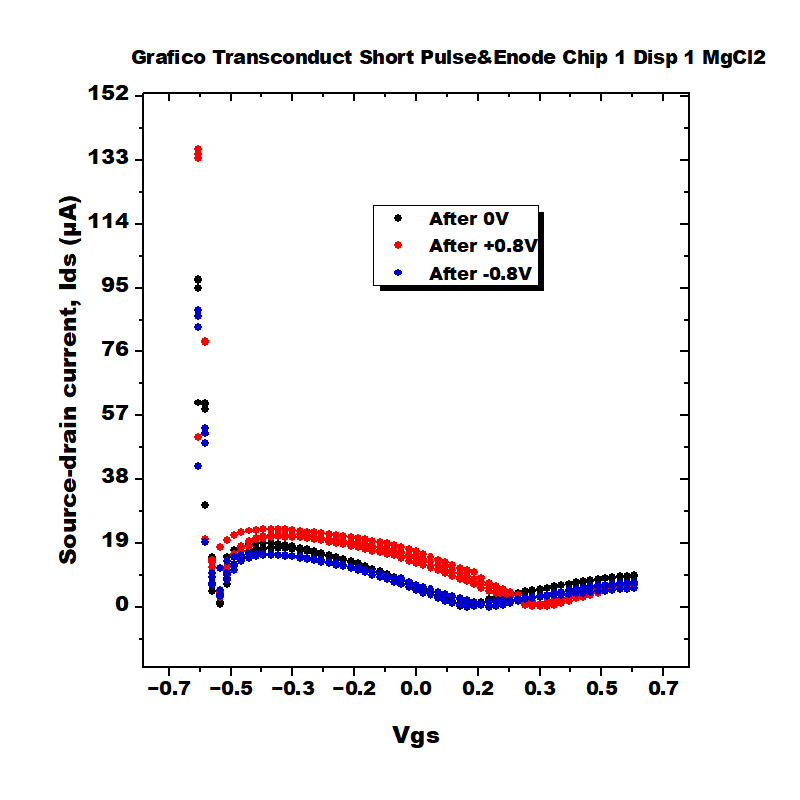 Grafico Transconduct Short Pulse&Enode Chip 1 Disp 1 MgCl2
152
133
114
95
76
57
38
19
0
Source-drain current, Ids (µA)
After 0V
After +0.8V
After -0.8V
−0.7 −0.5 −0.3 −0.2 0.0 0.2 0.3 0.5 0.7
Vgs